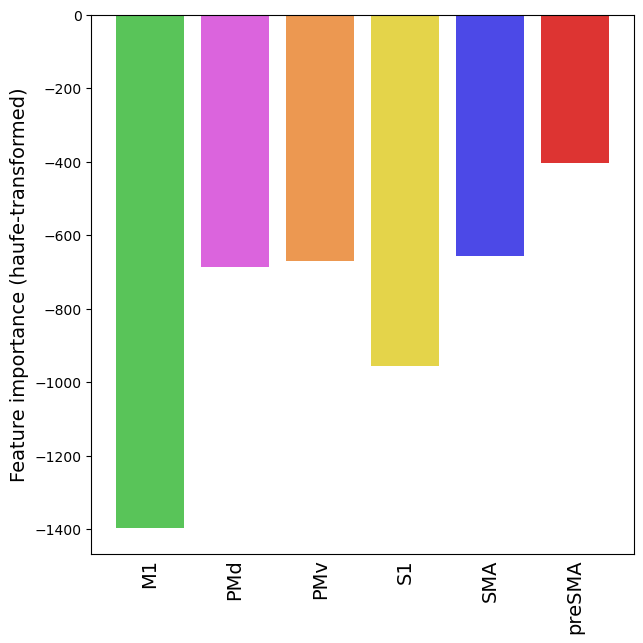 Feature importance (haufe-transformed)
0
−200
−400
−600
−800
−1000
−1200
−1400
M1
PMd
PMv
S1
SMA
preSMA